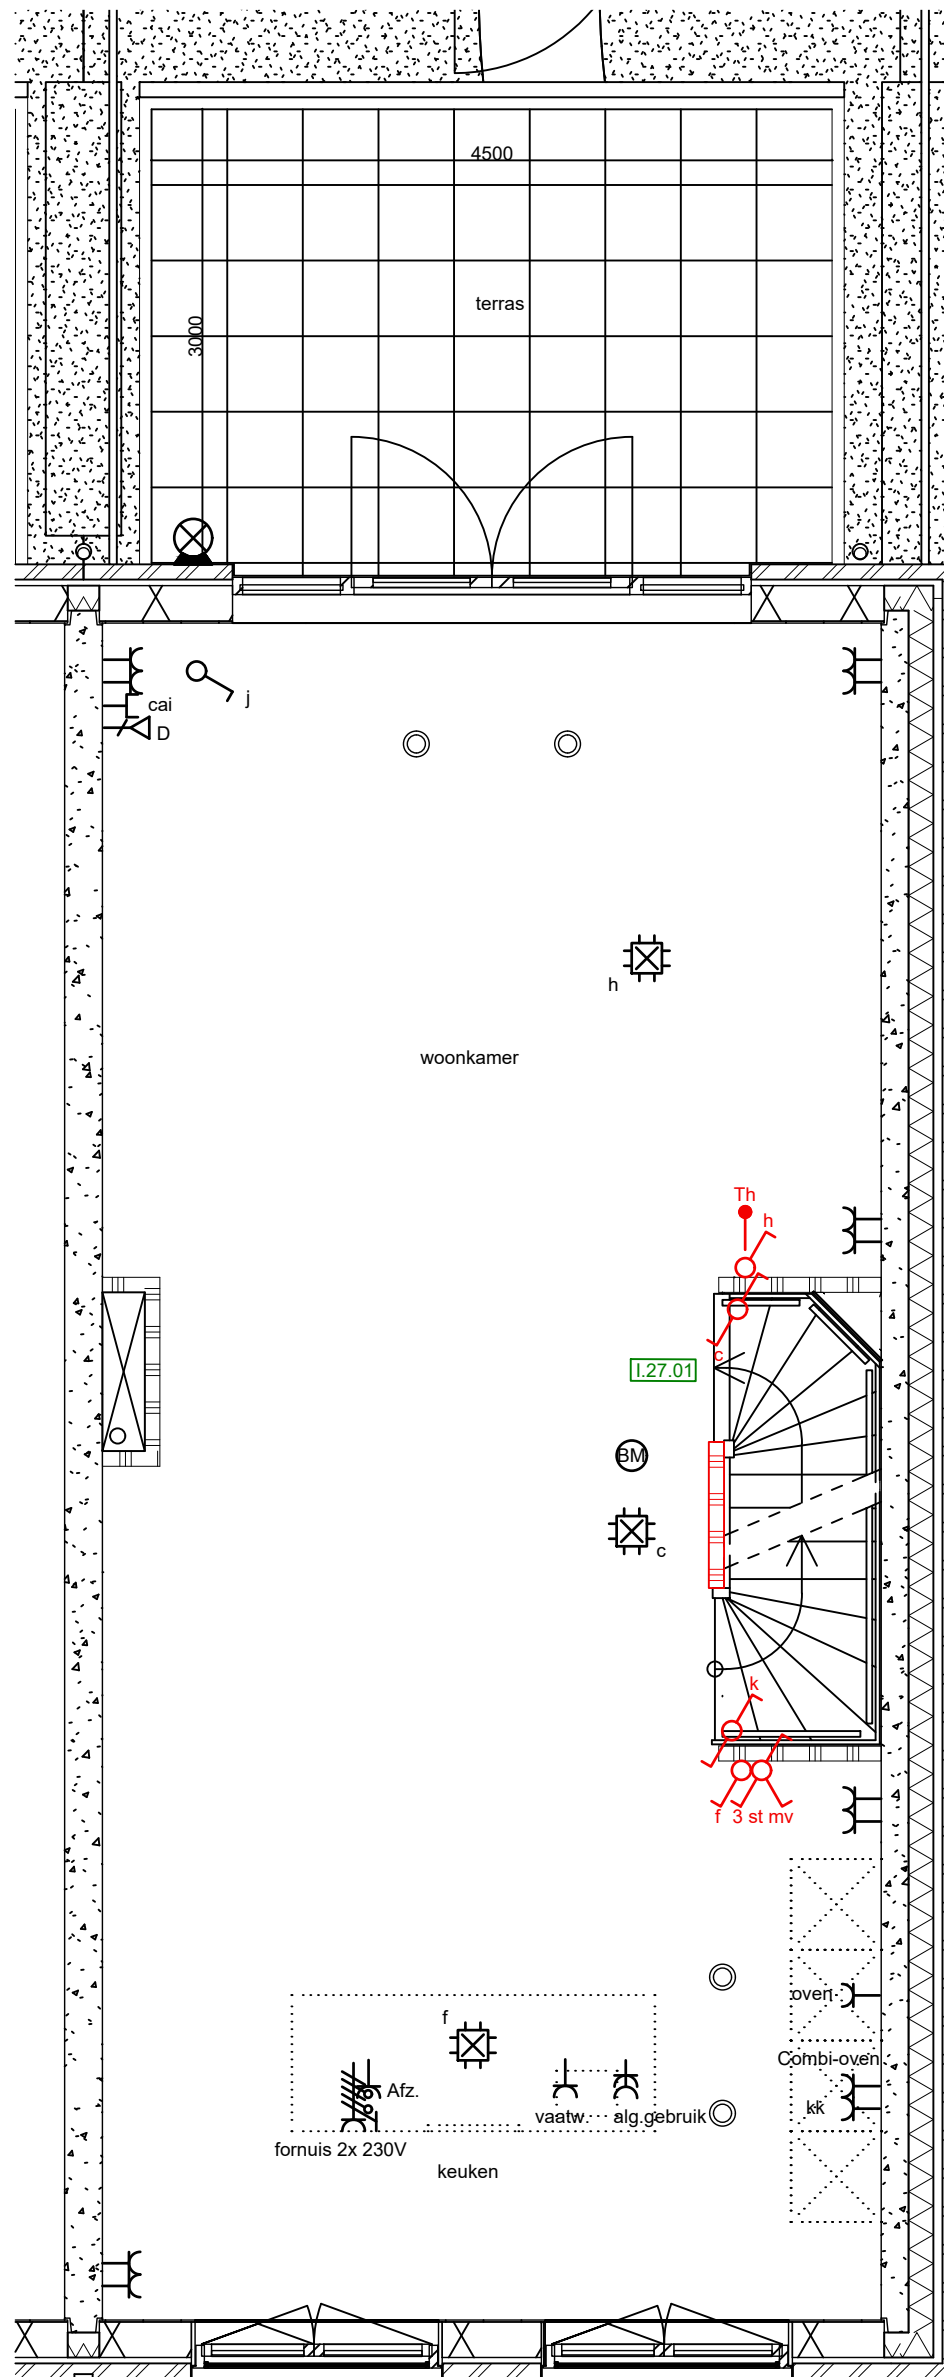 4500
terras
3000
j
cai
D
h
woonkamer
Th
h
c
I.27.01
BM
c
k
f 3 st mv
oven
f
Combi-oven
Afz.
kk
vaatw. alg.gebruik
fornuis 2x 230V
keuken